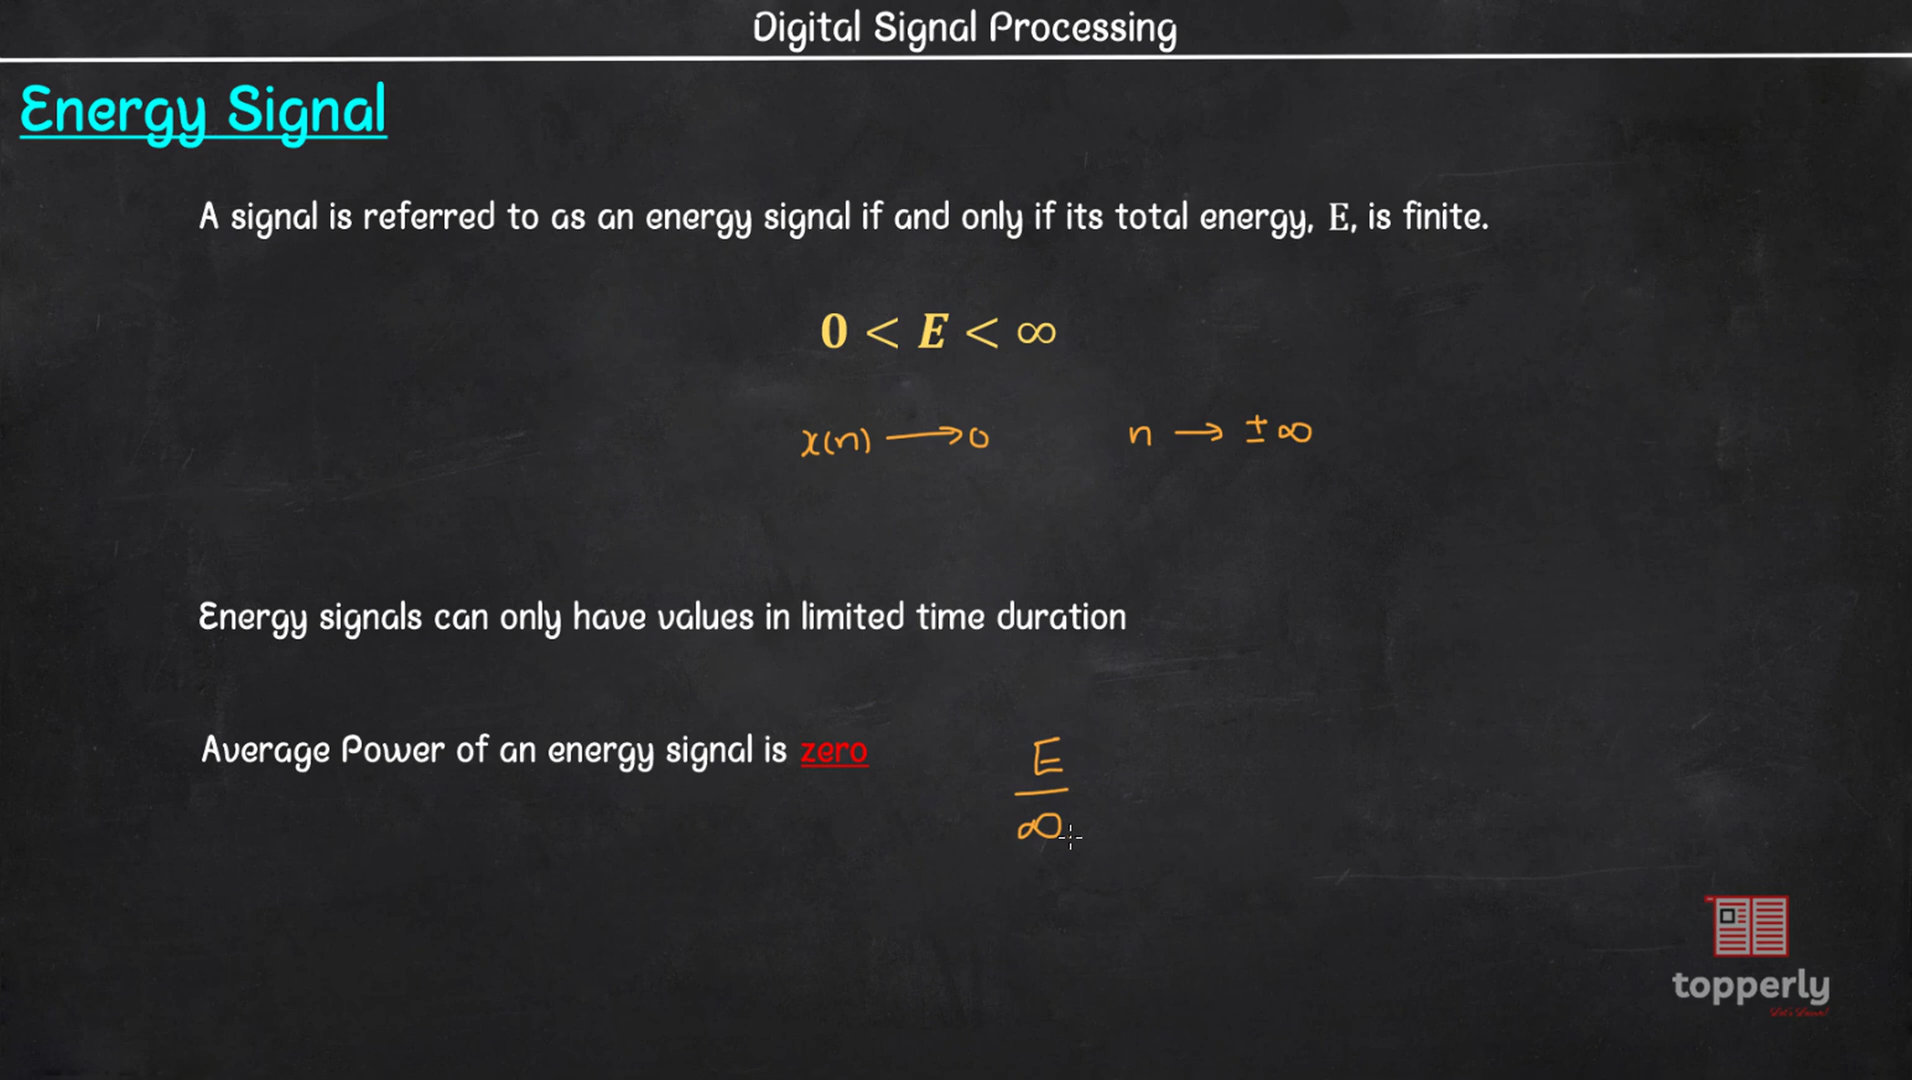 Digital Signal Processing
Energy Signal
A signal is referred to as an energy signal if and only if its total energy, E, is finite.
0 < E < ∞
x(n) ⟶ 0 n → ±∞
Energy signals can only have values in limited time duration
Average Power of an energy signal is zero
E
∞
topperly